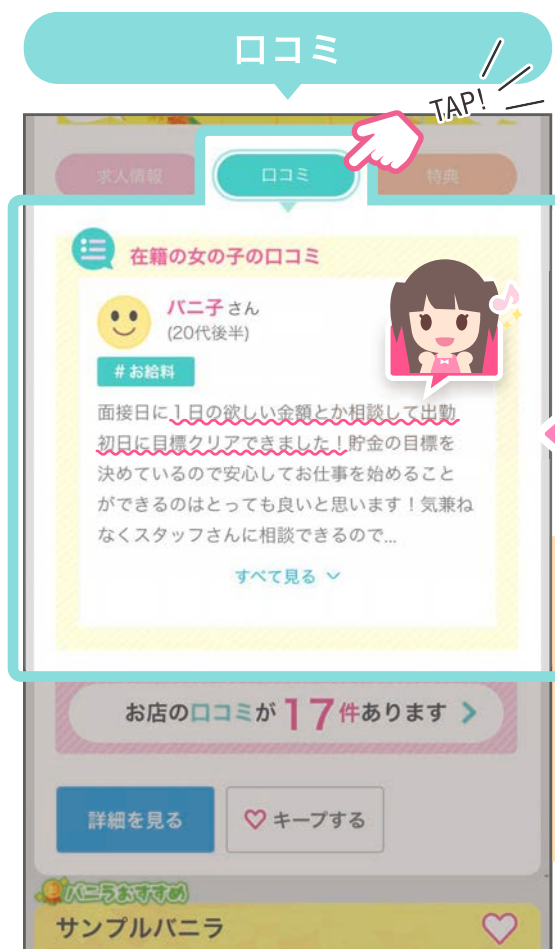 口コミ
TAP!
求人情報
口コミ
特典
在籍の女の子の口コミ
バニ子さん
(20代後半)
#お給料
面接日に1日の欲しい金額とか相談して出勤
初日に目標クリアできました！貯金の目標を
決めているので安心してお仕事を始めること
ができるのはとっても良いと思います！気兼ね
なくスタッフさんに相談できるので...
すべて見る
お店の口コミが17件あります
詳細を見る
キープする
バニラおすすめ
サンプルバニラ